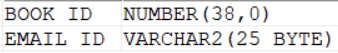 BOOK ID NUMBER(38,0)
EMAIL ID VARCHAR2(25 BYTE)